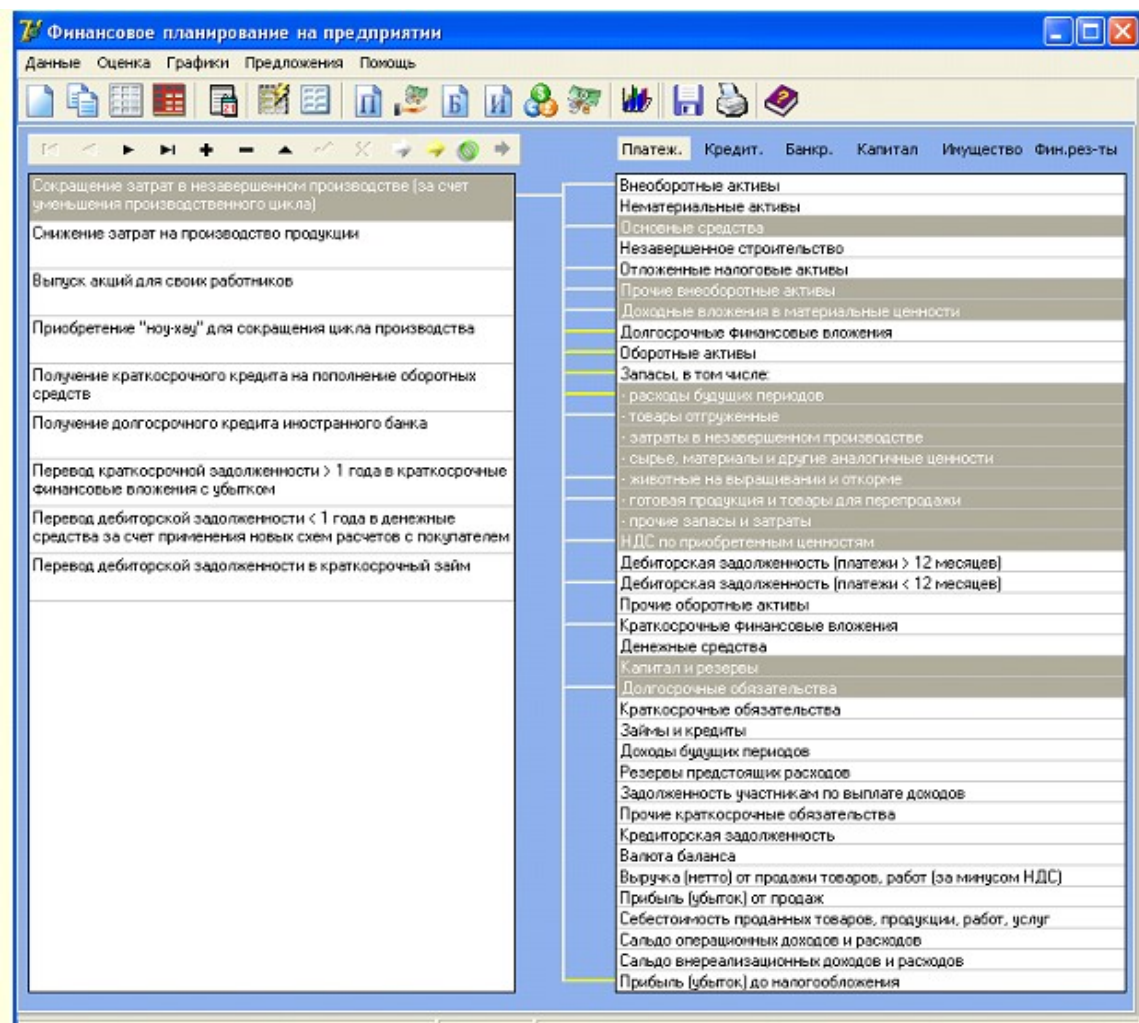 Финансовое планирование на предприятии
Данные Оценка Графики Предложения Помощь
21 П Б И
Платеж. Кредит. Банкр. Капитал Имущество Фин.рез-ты
Сокращение затрат в незавершенном производстве (за счет
уменьшения производственного цикла)
Снижение затрат на производство продукции
Выпуск акций для своих работников
Приобретение "ноу-хау" для сокращения цикла производства
Получение краткосрочного кредита на пополнение оборотных
средств
Получение долгосрочного кредита иностранного банка
Перевод краткосрочной задолженности > 1 года в краткосрочные
финансовые вложения с убытком
Перевод дебиторской задолженности < 1 года в денежные
средства за счет применения новых схем расчетов с покупателем
Перевод дебиторской задолженности в краткосрочный займ
Внеоборотные активы
Нематериальные активы
Основные средства
Незавершенное строительство
Отложенные налоговые активы
Прочие внеоборотные активы
Доходные вложения в материальные ценности
Долгосрочные финансовые вложения
Оборотные активы
Запасы, в том числе:
- расходы будущих периодов
- товары отгруженные
- затраты в незавершенном производстве
- сырье, материалы и другие аналогичные ценности
- животные на выращивании и откорме
- готовая продукция и товары для перепродажи
- прочие запасы и затраты
НДС по приобретенным ценностям
Дебиторская задолженность (платежи > 12 месяцев)
Дебиторская задолженность (платежи < 12 месяцев)
Прочие оборотные активы
Краткосрочные финансовые вложения
Денежные средства
Капитал и резервы
Долгосрочные обязательства
Краткосрочные обязательства
Займы и кредиты
Доходы будущих периодов
Резервы предстоящих расходов
Задолженность участникам по выплате доходов
Прочие краткосрочные обязательства
Кредиторская задолженность
Валюта баланса
Выручка (нетто) от продажи товаров, работ (за минусом НДС)
Прибыль (убыток) от продаж
Себестоимость проданных товаров, продукции, работ, услуг
Сальдо операционных доходов и расходов
Сальдо внереализационных доходов и расходов
Прибыль (убыток) до налогообложения